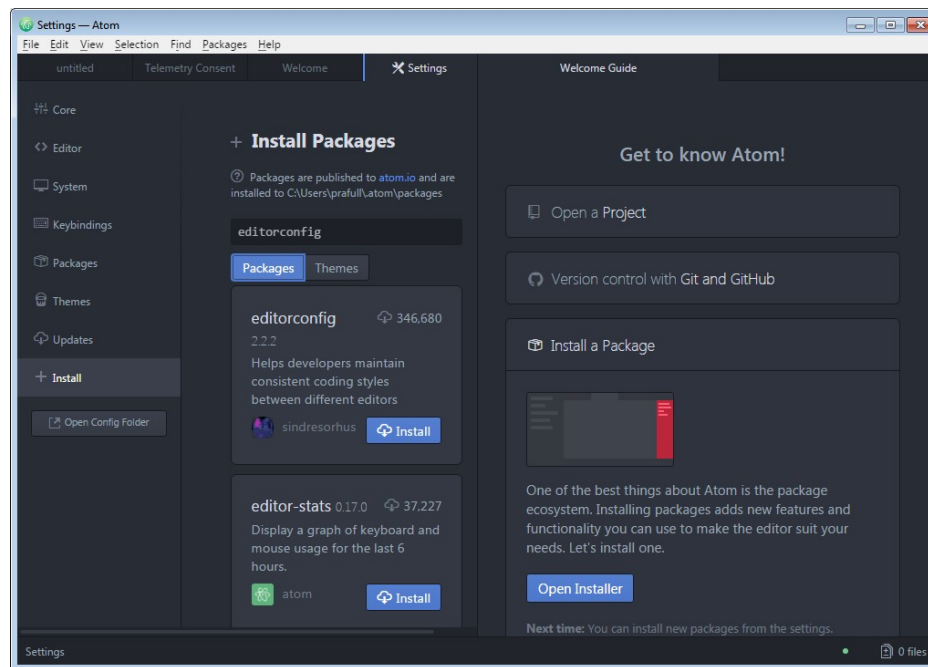 Settings — Atom
File Edit View Selection Find Packages Help
untitled Telemetry Consent Welcome Settings Welcome Guide
Core
Editor
System
Keybindings
Packages
Themes
Updates
Install
Open Config Folder
Install Packages
Packages are published to atom.io and are
installed to C:\Users\prafull\.atom\packages
editorconfig
Packages Themes
editorconfig 346,680
2.2.2
Helps developers maintain
consistent coding styles
between different editors
sindresorhus Install
editor-stats 0.17.0 37,227
Display a graph of keyboard and
mouse usage for the last 6
hours.
atom Install
Get to know Atom!
Open a Project
Version control with Git and GitHub
Install a Package
One of the best things about Atom is the package
ecosystem. Installing packages adds new features and
functionality you can use to make the editor suit your
needs. Let's install one.
Open Installer
Next time: You can install new packages from the settings.
Settings 0 files